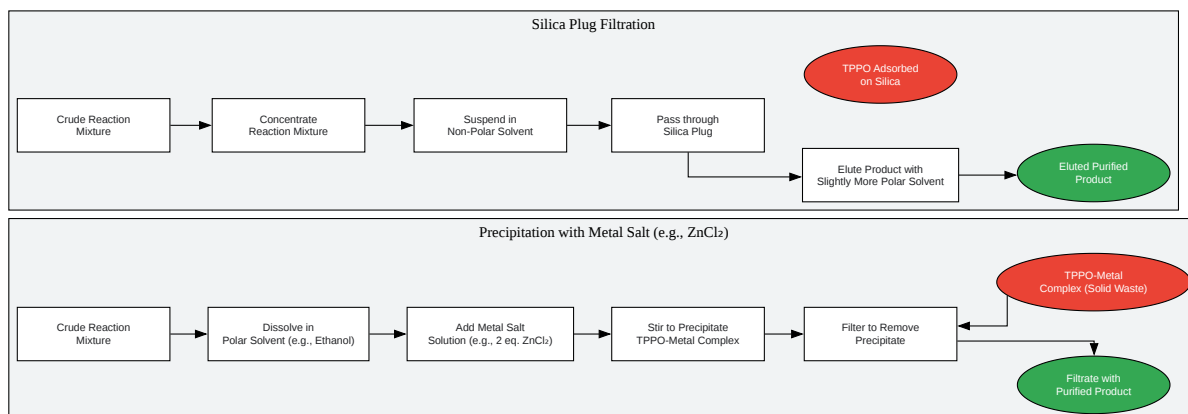 Silica Plug Filtration
TPPO Adsorbed
on Silica
Crude Reaction
Mixture
Concentrate
Reaction Mixture
Suspend in
Non-Polar Solvent
Pass through
Silica Plug
Elute Product with
Slightly More Polar Solvent
Eluted Purified
Product
Precipitation with Metal Salt (e.g., ZnCl₂)
TPPO-Metal
Complex (Solid Waste)
Crude Reaction
Mixture
Dissolve in
Polar Solvent (e.g., Ethanol)
Add Metal Salt
Solution (e.g., 2 eq. ZnCl₂)
Stir to Precipitate
TPPO-Metal Complex
Filter to Remove
Precipitate
Filtrate with
Purified Product